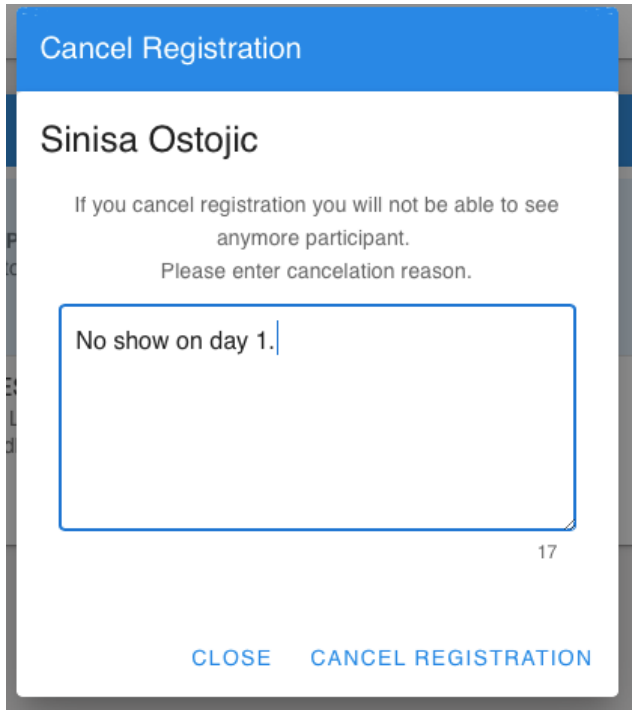 Cancel Registration
Sinisa Ostojic
If you cancel registration you will not be able to see
anymore participant.
Please enter cancelation reason.
No show on day 1.
17
CLOSE CANCEL REGISTRATION